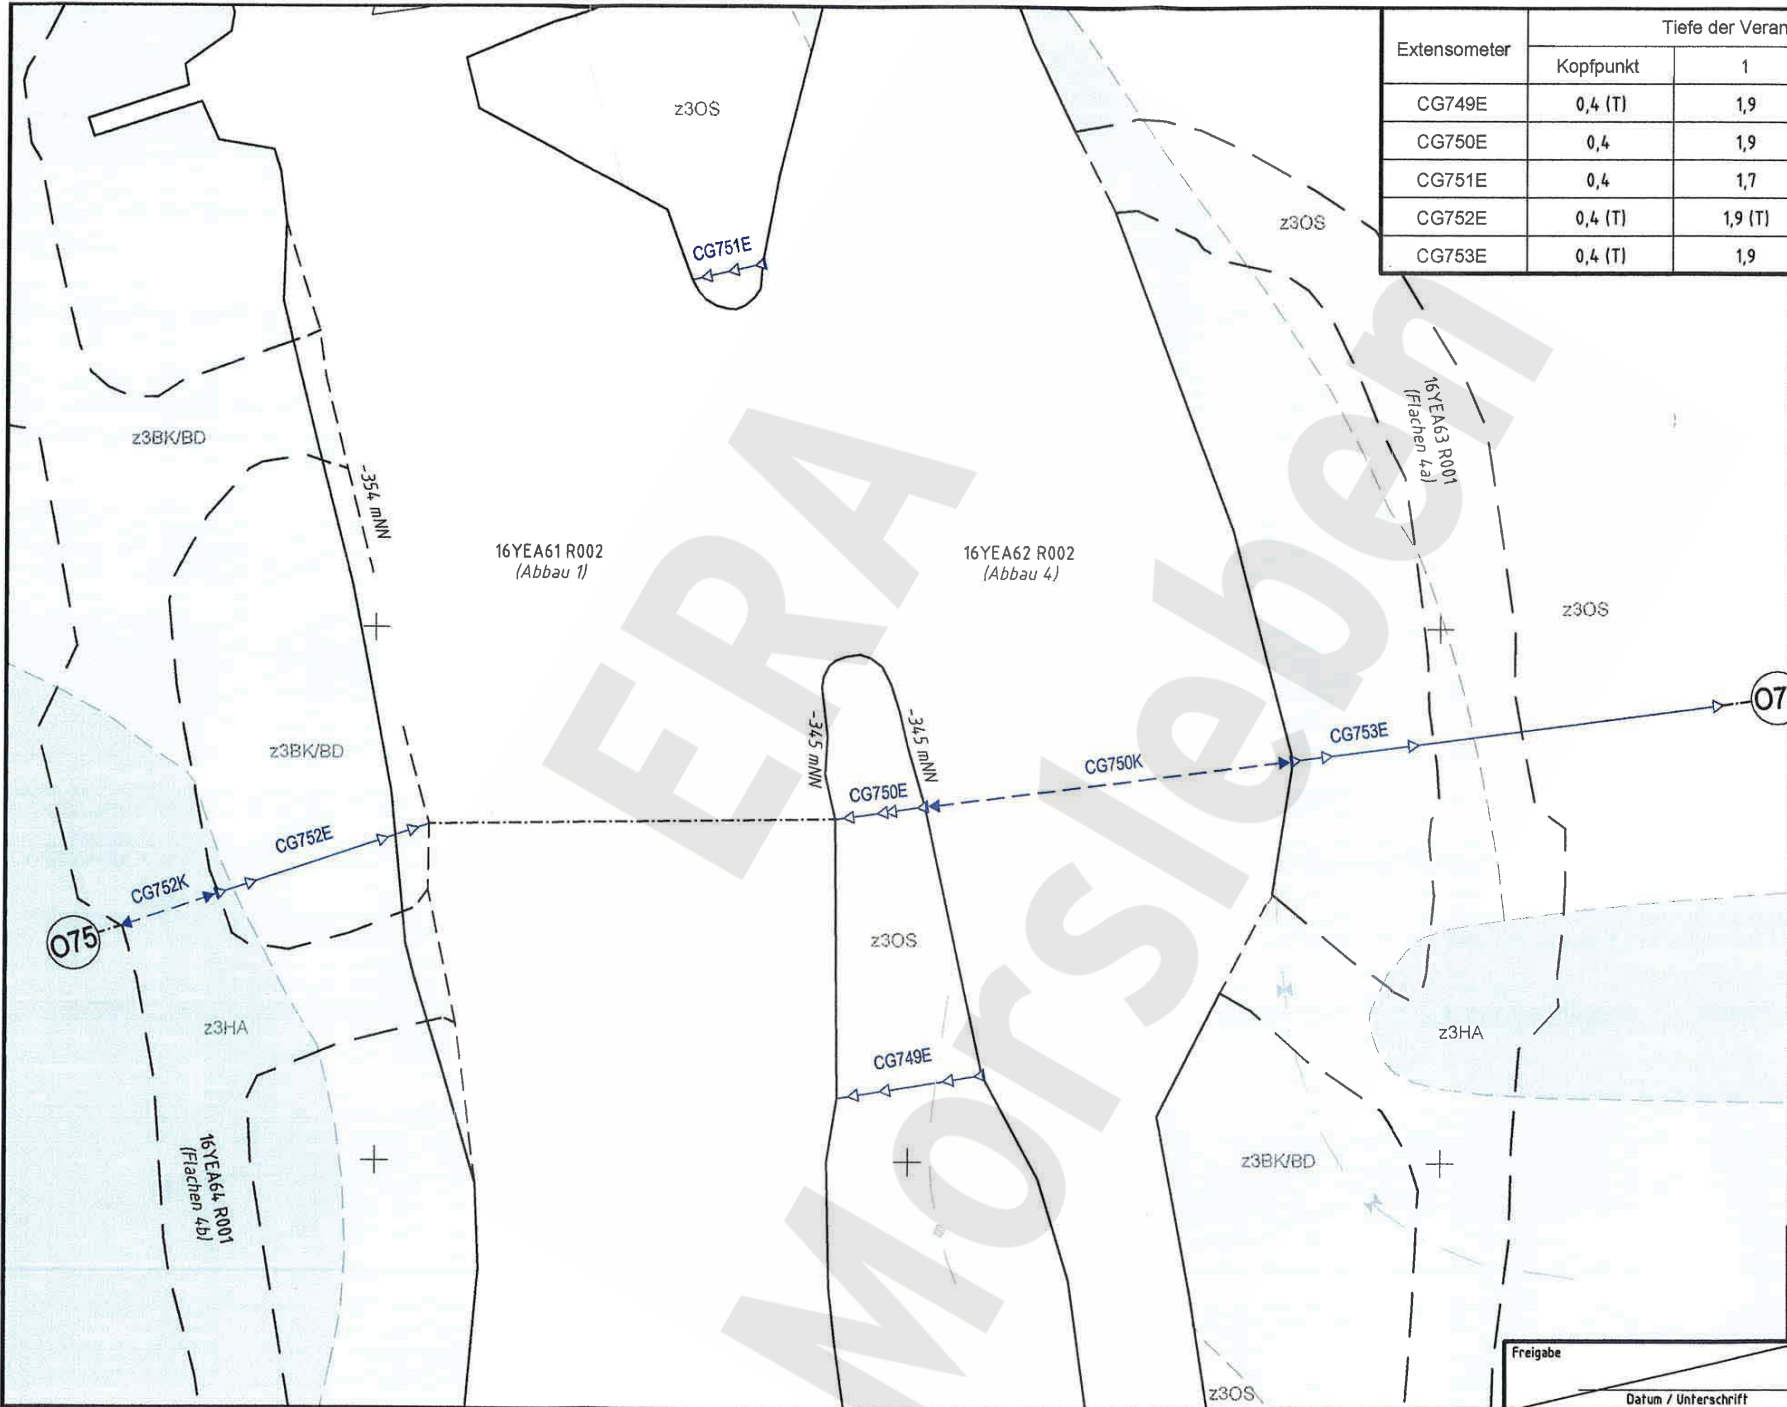 Extensometer
Tiefe der Veran
Kopfpunkt 1
CG749E 0,4 (T) 1,9
CG750E 0,4 1,9
CG751E 0,4 1,7
CG752E 0,4 (T) 1,9 (T)
CG753E 0,4 (T) 1,9
z3OS
z3OS
CG751E
z3BK/BD
-354 mNN
16YEA63 R001
(Flachen 4a)
16YEA61 R002
(Abbau 1)
16YEA62 R002
(Abbau 4)
z3OS
ERA
Morsleben
z3BK/BD
-345 mNN
-345 mNN
CG750E
CG750K
CG753E
O7
CG752E
CG752K
O75
z3OS
z3HA
z3HA
CG749E
16YEA64 R001
(Flachen 4b)
z3BK/BD
z3OS
Freigabe
Datum / Unterschrift